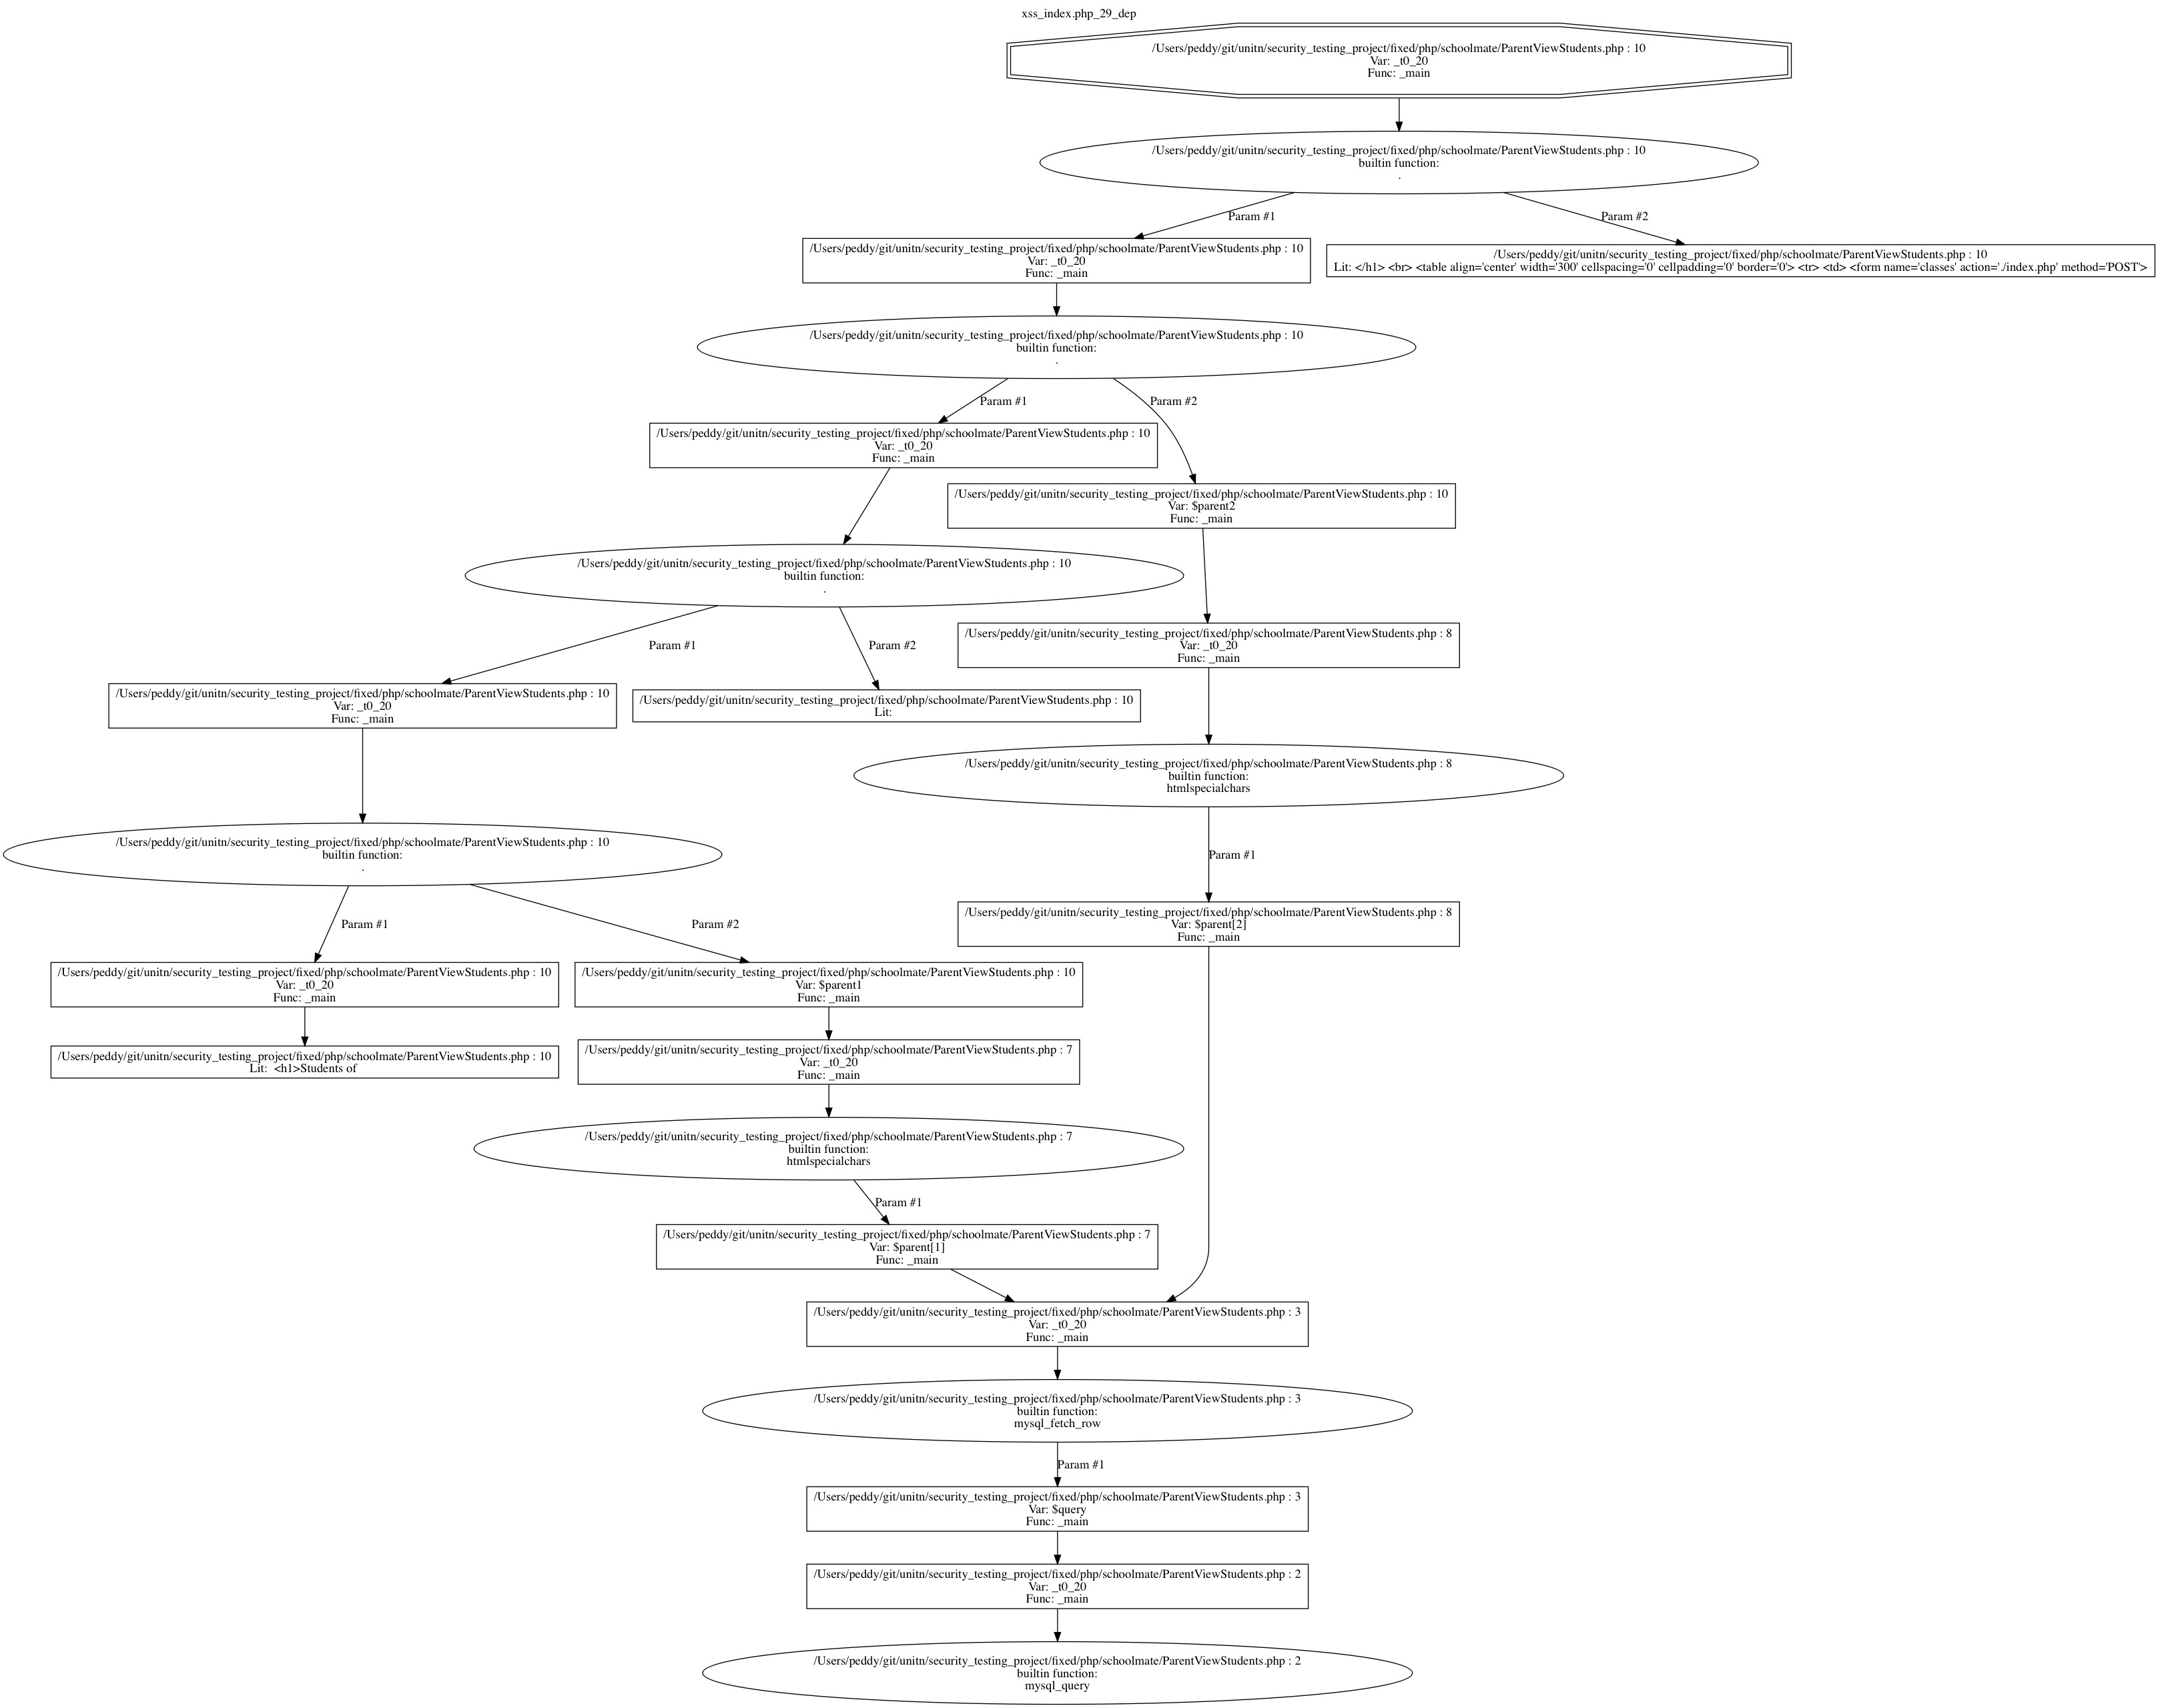 xss_index.php_29_dep
/Users/peddy/git/unitn/security_testing_project/fixed/php/schoolmate/ParentViewStudents.php : 10
Var: _t0_20
Func: _main
/Users/peddy/git/unitn/security_testing_project/fixed/php/schoolmate/ParentViewStudents.php : 10
builtin function:
.
Param #1
Param #2
/Users/peddy/git/unitn/security_testing_project/fixed/php/schoolmate/ParentViewStudents.php : 10
Var: _t0_20
Func: _main
/Users/peddy/git/unitn/security_testing_project/fixed/php/schoolmate/ParentViewStudents.php : 10
Lit: </h1> <br> <table align='center' width='300' cellspacing='0' cellpadding='0' border='0'> <tr> <td> <form name='classes' action='./index.php' method='POST'>
/Users/peddy/git/unitn/security_testing_project/fixed/php/schoolmate/ParentViewStudents.php : 10
builtin function:
.
Param #1
Param #2
/Users/peddy/git/unitn/security_testing_project/fixed/php/schoolmate/ParentViewStudents.php : 10
Var: _t0_20
Func: _main
/Users/peddy/git/unitn/security_testing_project/fixed/php/schoolmate/ParentViewStudents.php : 10
Var: $parent2
Func: _main
/Users/peddy/git/unitn/security_testing_project/fixed/php/schoolmate/ParentViewStudents.php : 10
builtin function:
.
Param #1
Param #2
/Users/peddy/git/unitn/security_testing_project/fixed/php/schoolmate/ParentViewStudents.php : 8
Var: _t0_20
Func: _main
/Users/peddy/git/unitn/security_testing_project/fixed/php/schoolmate/ParentViewStudents.php : 10
Var: _t0_20
Func: _main
/Users/peddy/git/unitn/security_testing_project/fixed/php/schoolmate/ParentViewStudents.php : 10
Lit:
/Users/peddy/git/unitn/security_testing_project/fixed/php/schoolmate/ParentViewStudents.php : 8
builtin function:
htmlspecialchars
/Users/peddy/git/unitn/security_testing_project/fixed/php/schoolmate/ParentViewStudents.php : 10
builtin function:
.
Param #1
Param #1
Param #2
/Users/peddy/git/unitn/security_testing_project/fixed/php/schoolmate/ParentViewStudents.php : 8
Var: $parent[2]
Func: _main
/Users/peddy/git/unitn/security_testing_project/fixed/php/schoolmate/ParentViewStudents.php : 10
Var: _t0_20
Func: _main
/Users/peddy/git/unitn/security_testing_project/fixed/php/schoolmate/ParentViewStudents.php : 10
Var: $parent1
Func: _main
/Users/peddy/git/unitn/security_testing_project/fixed/php/schoolmate/ParentViewStudents.php : 10
Lit: <h1>Students of
/Users/peddy/git/unitn/security_testing_project/fixed/php/schoolmate/ParentViewStudents.php : 7
Var: _t0_20
Func: _main
/Users/peddy/git/unitn/security_testing_project/fixed/php/schoolmate/ParentViewStudents.php : 7
builtin function:
htmlspecialchars
Param #1
/Users/peddy/git/unitn/security_testing_project/fixed/php/schoolmate/ParentViewStudents.php : 7
Var: $parent[1]
Func: _main
/Users/peddy/git/unitn/security_testing_project/fixed/php/schoolmate/ParentViewStudents.php : 3
Var: _t0_20
Func: _main
/Users/peddy/git/unitn/security_testing_project/fixed/php/schoolmate/ParentViewStudents.php : 3
builtin function:
mysql_fetch_row
Param #1
/Users/peddy/git/unitn/security_testing_project/fixed/php/schoolmate/ParentViewStudents.php : 3
Var: $query
Func: _main
/Users/peddy/git/unitn/security_testing_project/fixed/php/schoolmate/ParentViewStudents.php : 2
Var: _t0_20
Func: _main
/Users/peddy/git/unitn/security_testing_project/fixed/php/schoolmate/ParentViewStudents.php : 2
builtin function:
mysql_query